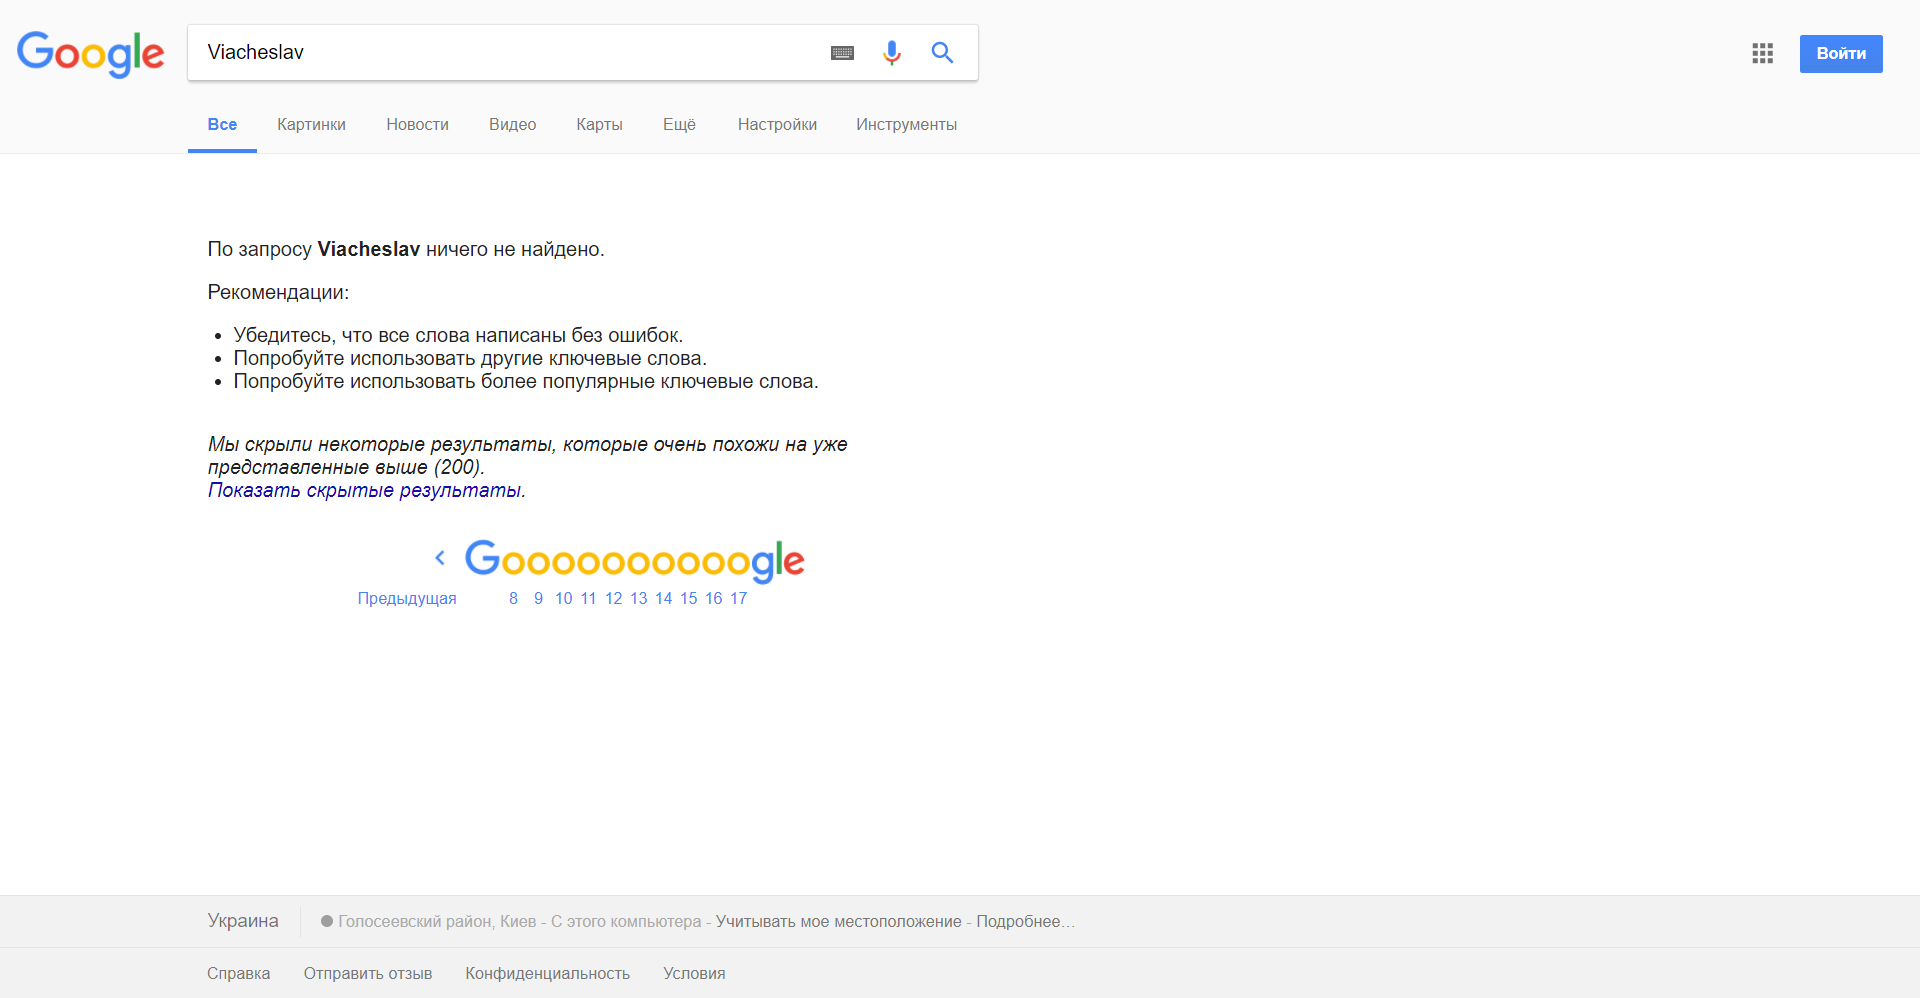 Google
Viacheslav
Войти
Все Картинки Новости Видео Карты Ещё Настройки Инструменты
По запросу Viacheslav ничего не найдено.
Рекомендации:
• Убедитесь, что все слова написаны без ошибок.
• Попробуйте использовать другие ключевые слова.
• Попробуйте использовать более популярные ключевые слова.
Мы скрыли некоторые результаты, которые очень похожи на уже
представленные выше (200).
Показать скрытые результаты.
Goooooooooogle
Предыдущая 8 9 10 11 12 13 14 15 16 17
Украина Голосеевский район, Киев - С этого компьютера - Учитывать мое местоположение - Подробнее…
Справка Отправить отзыв Конфиденциальность Условия